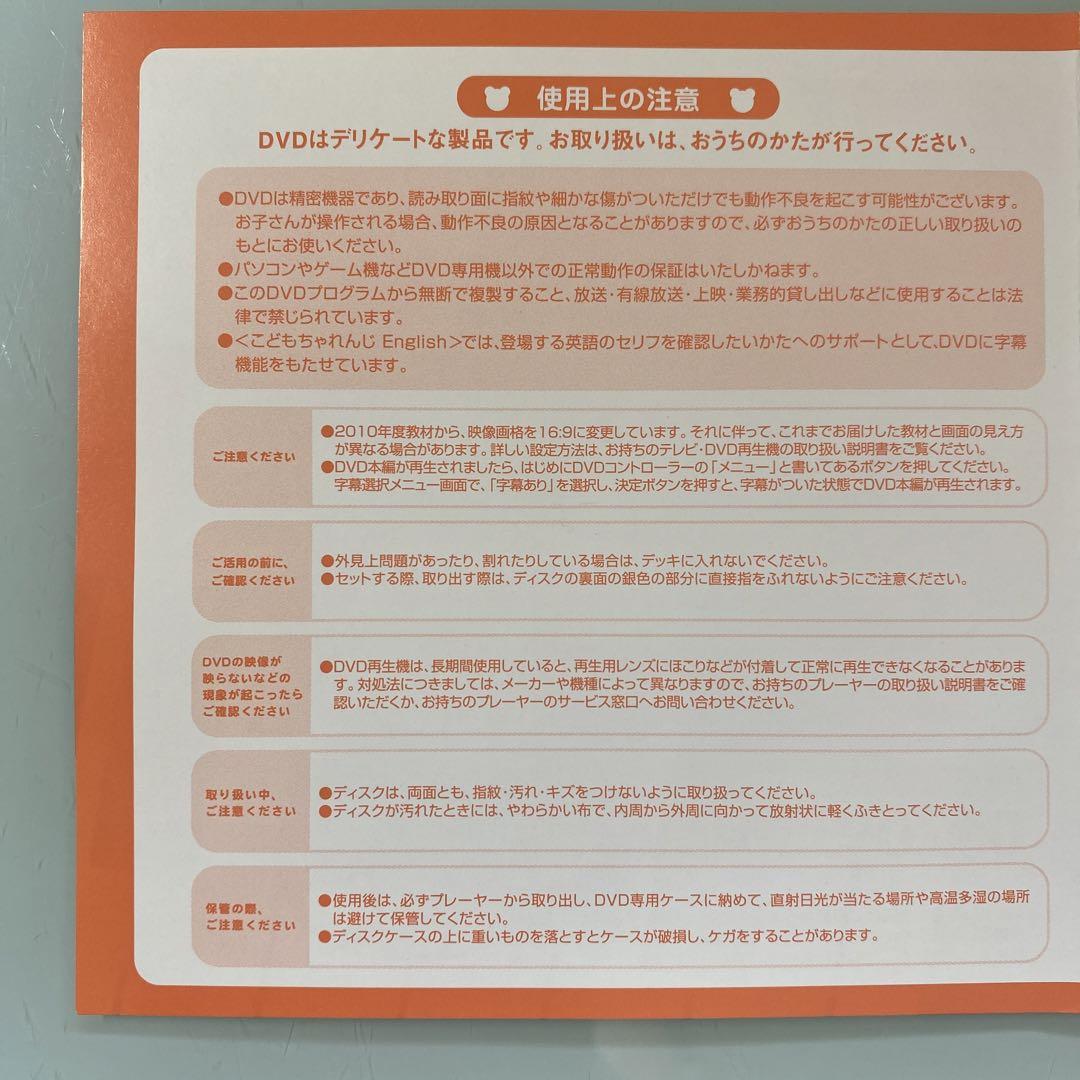 使用上の注意
DVDはデリケートな製品です。お取り扱いは、おうちのかたが行ってください。
●DVDは精密機器であり、読み取り面に指紋や細かな傷がついただけでも動作不良を起こす可能性がございます。
お子さんが操作される場合、動作不良の原因となることがありますので、必ずおうちのかたの正しい取り扱いの
もとにお使いください。
●パソコンやゲーム機などDVD専用機以外での正常動作の保証はいたしかねます。
●このDVDプログラムから無断で複製すること、放送・有線放送・上映・業務的貸し出しなどに使用することは法
律で禁じられています。
●＜こどもちゃれんじ English＞では、登場する英語のセリフを確認したいかたへのサポートとして、DVDに字幕
機能をもたせています。
ご注意ください
●2010年度教材から、映像画格を16:9に変更しています。それに伴って、これまでお届けした教材と画面の見え方
が異なる場合があります。詳しい設定方法は、お持ちのテレビ・DVD再生機の取り扱い説明書をご覧ください。
●DVD本編が再生されましたら、はじめにDVDコントローラーの「メニュー」と書いてあるボタンを押してください。
字幕選択メニュー画面で、「字幕あり」を選択し、決定ボタンを押すと、字幕がついた状態でDVD本編が再生されます。
ご活用の前に、
ご確認ください
●外見上問題があったり、割れたりしている場合は、デッキに入れないでください。
●セットする際、取り出す際は、ディスクの裏面の銀色の部分に直接指をふれないようにご注意ください。
DVDの映像が
映らないなどの
現象が起こったら
ご確認ください
●DVD再生機は、長期間使用していると、再生用レンズにほこりなどが付着して正常に再生できなくなることがありま
す。対処法につきましては、メーカーや機種によって異なりますので、お持ちのプレーヤーの取り扱い説明書をご確
認いただくか、お持ちのプレーヤーのサービス窓口へお問い合わせください。
取り扱い中、
ご注意ください
●ディスクは、両面とも、指紋・汚れ・キズをつけないように取り扱ってください。
●ディスクが汚れたときには、やわらかい布で、内周から外周に向かって放射状に軽くふきとってください。
保管の際、
ご注意ください
●使用後は、必ずプレーヤーから取り出し、DVD専用ケースに納めて、直射日光が当たる場所や高温多湿の場所
は避けて保管してください。
●ディスクケースの上に重いものを落とすとケースが破損し、ケガをすることがあります。